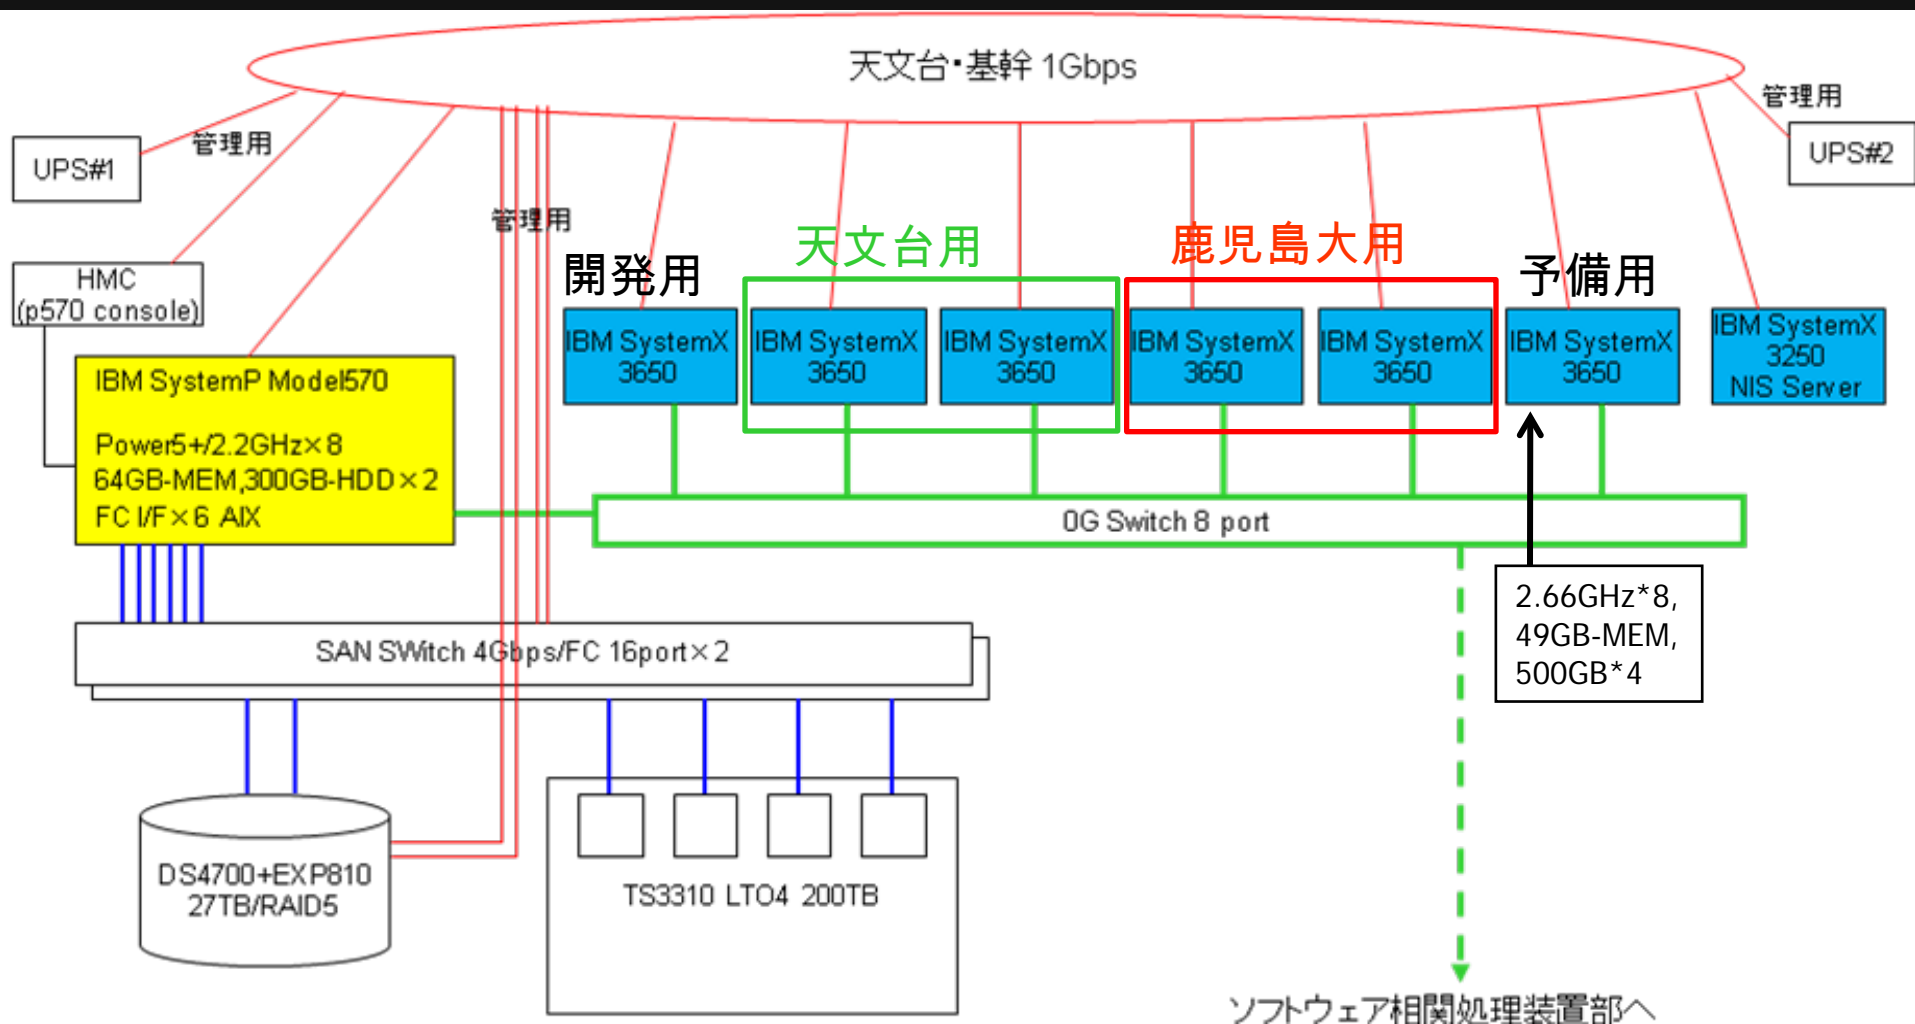 天文台・基幹 1Gbps
管理用
UPS#1
管理用
UPS#2
管理用
HMC
(p570 console)
開発用
天文台用
鹿児島大用
予備用
IBM SystemX
3650
IBM SystemX
3650
IBM SystemX
3650
IBM SystemX
3650
IBM SystemX
3650
IBM SystemX
3650
IBM SystemX
3250
NIS Server
IBM SystemP Model570
Power5+/2.2GHz×8
64GB-MEM,300GB-HDD×2
FC I/F×6 AIX
0G Switch 8 port
2.66GHz*8,
49GB-MEM,
500GB*4
SAN SWitch 4Gbps/FC 16port×2
DS4700+EXP810
27TB/RAID5
TS3310 LTO4 200TB
ソフトウェア相関処理装置部へ